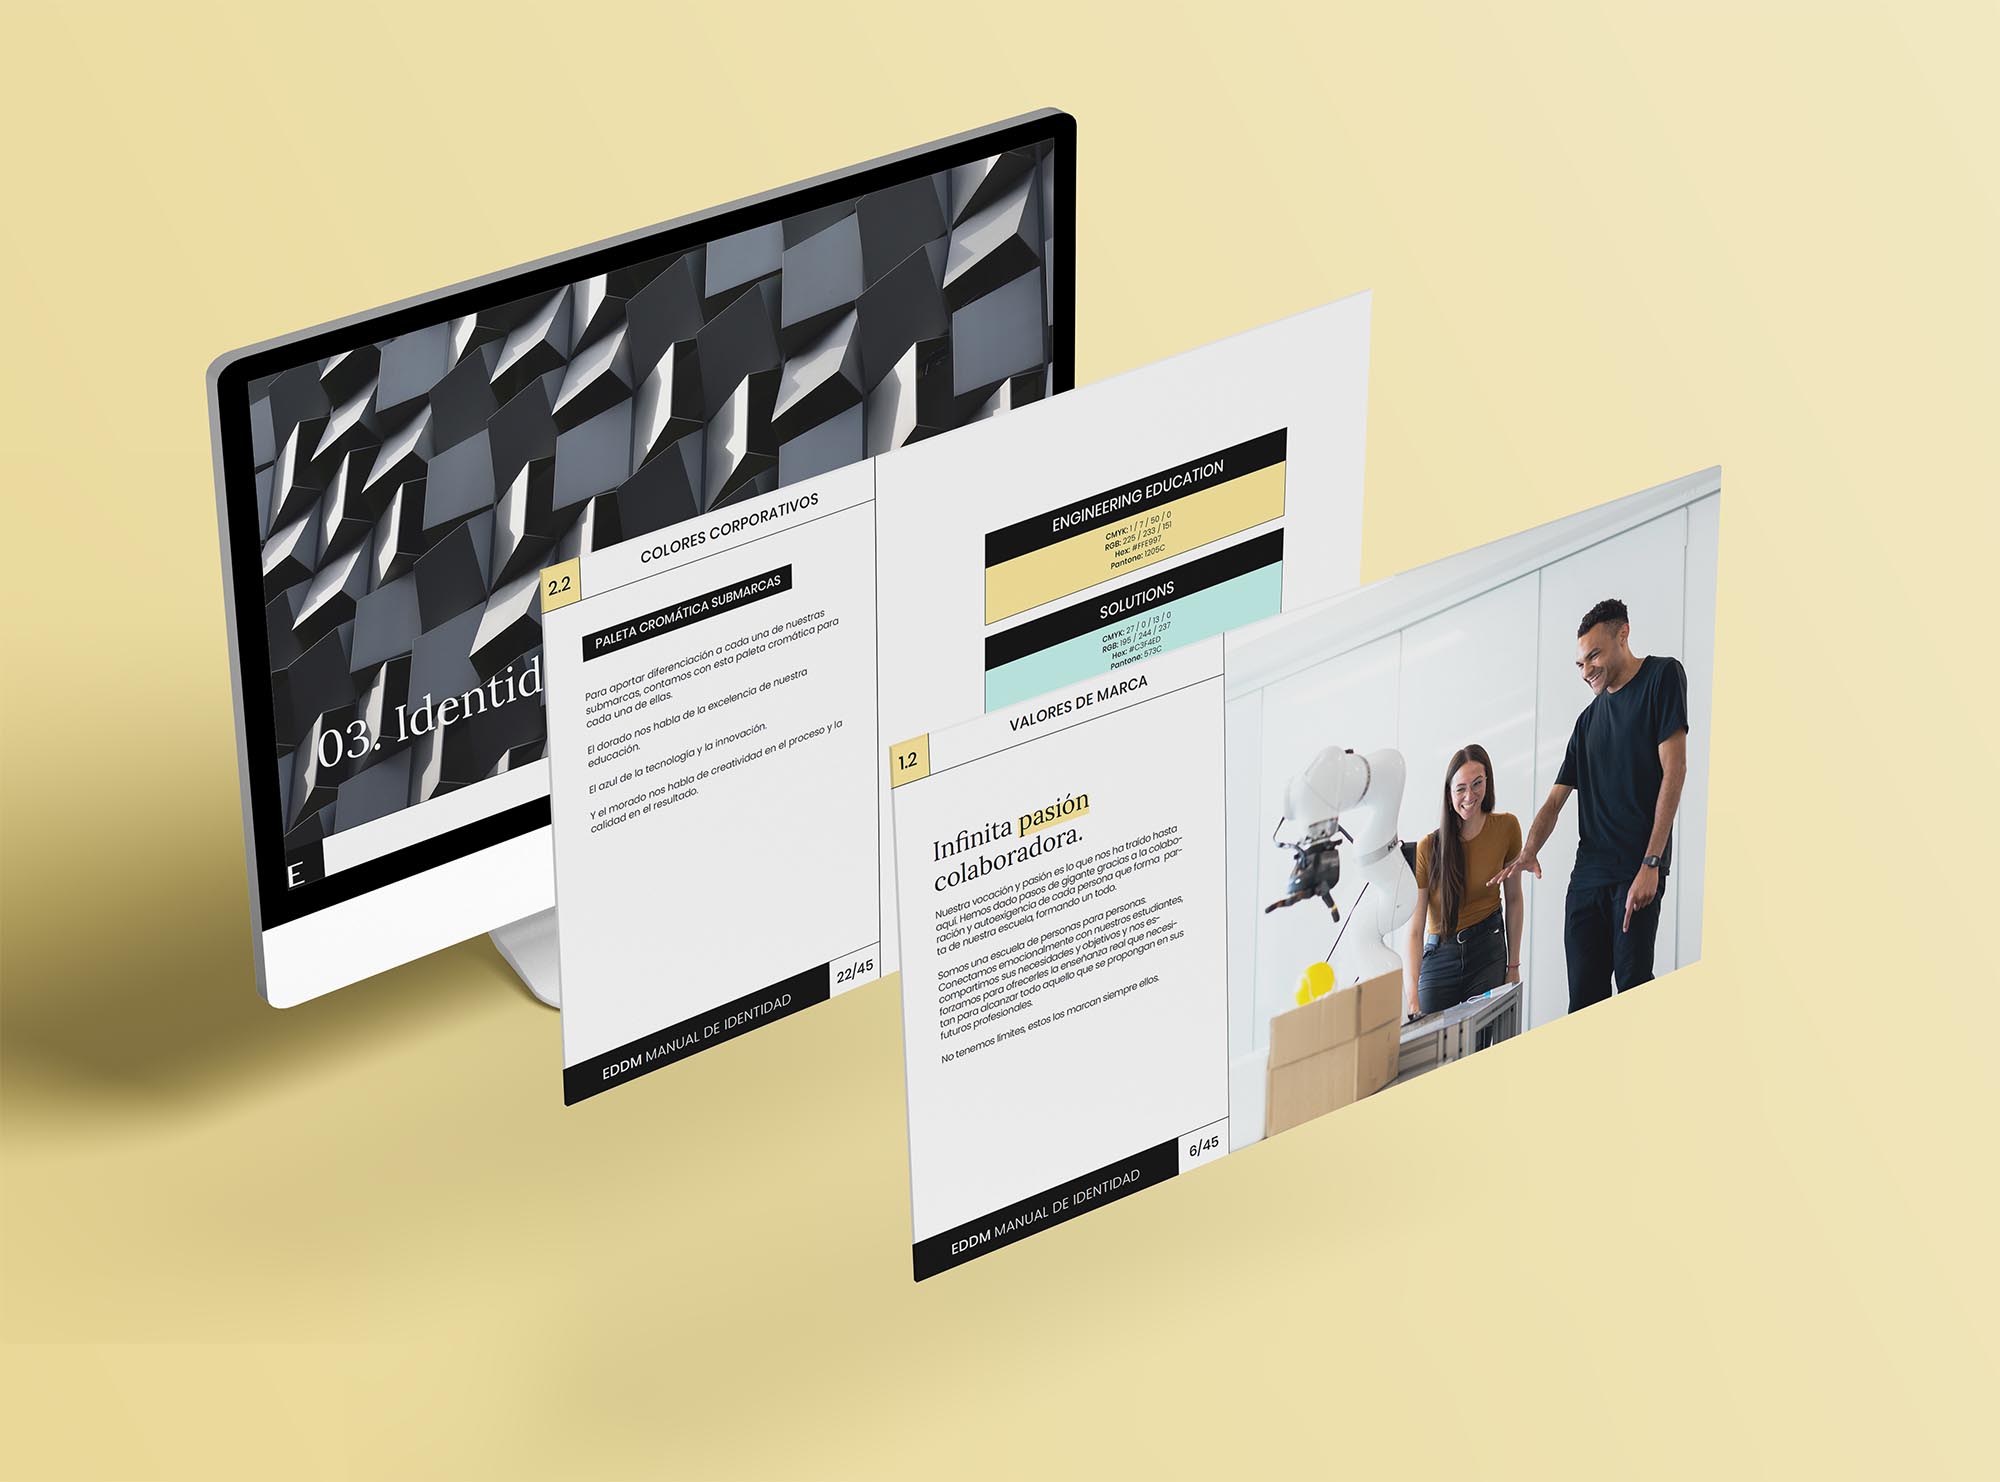 03. Identid
E
2.2
COLORES CORPORATIVOS
PALETA CROMÁTICA SUBMARCAS
Para aportar diferenciación a cada una de nuestras
submarcas, contamos con esta paleta cromática para
cada una de ellas.
El dorado nos habla de la excelencia de nuestra
educación.
El azul de la tecnología y la innovación.
Y el morado nos habla de creatividad en el proceso y la
calidad en el resultado.
EDDM MANUAL DE IDENTIDAD
22/45
ENGINEERING EDUCATION
CMYK: 1 / 7 / 50 / 0
RGB: 225 / 233 / 151
Hex: #FFE997
Pantone: 1205C
SOLUTIONS
CMYK: 27 / 0 / 13 / 0
RGB: 195 / 244 / 237
Hex: #C3F4ED
Pantone: 573C
1.2
VALORES DE MARCA
Infinita pasión
colaboradora.
Nuestra vocación y pasión es lo que nos ha traído hasta
aquí. Hemos dado pasos de gigante gracias a la colabo-
ración y autoexigencia de cada persona que forma par-
ta de nuestra escuela, formando un todo.
Somos una escuela de personas para personas.
Conectamos emocionalmente con nuestros estudiantes,
compartimos sus necesidades y objetivos y nos es-
forzamos para ofrecerles la enseñanza real que necesi-
tan para alcanzar todo aquello que se propongan en sus
futuros profesionales.
No tenemos límites, estos los marcan siempre ellos.
EDDM MANUAL DE IDENTIDAD
6/45